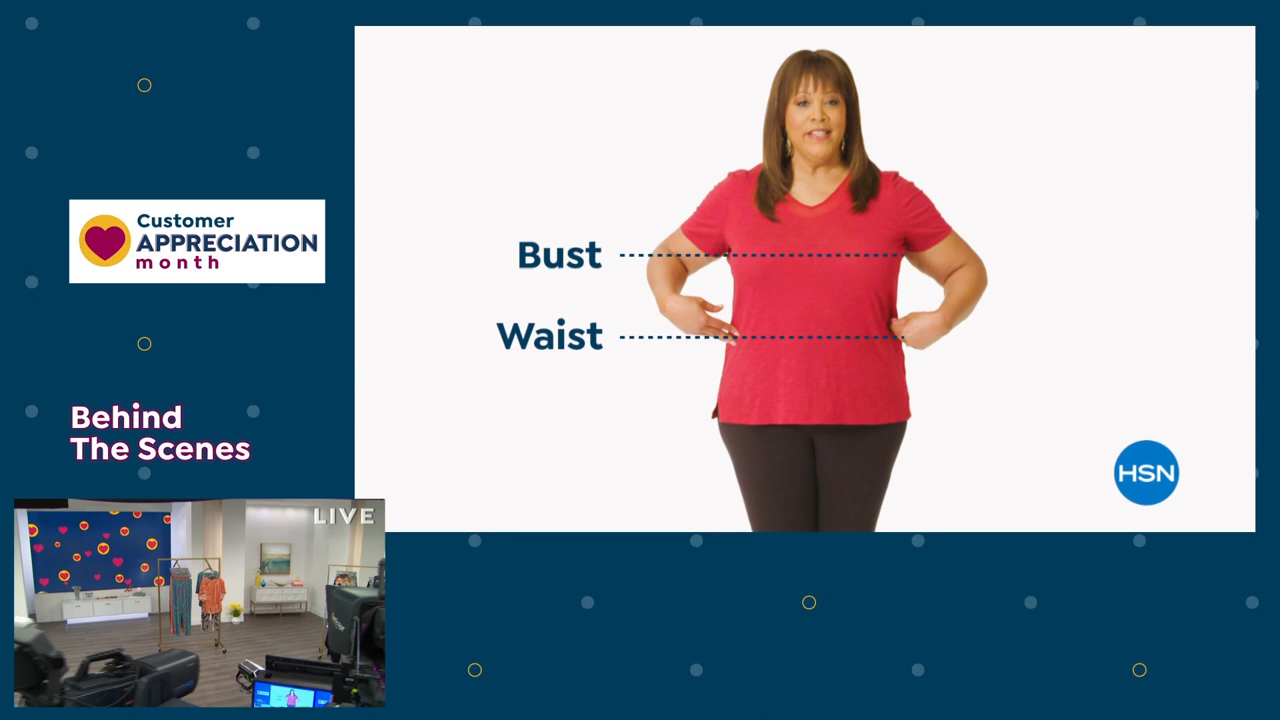 Customer
APPRECIATION
month
Behind
The Scenes
LIVE
Bust
Waist
HSN